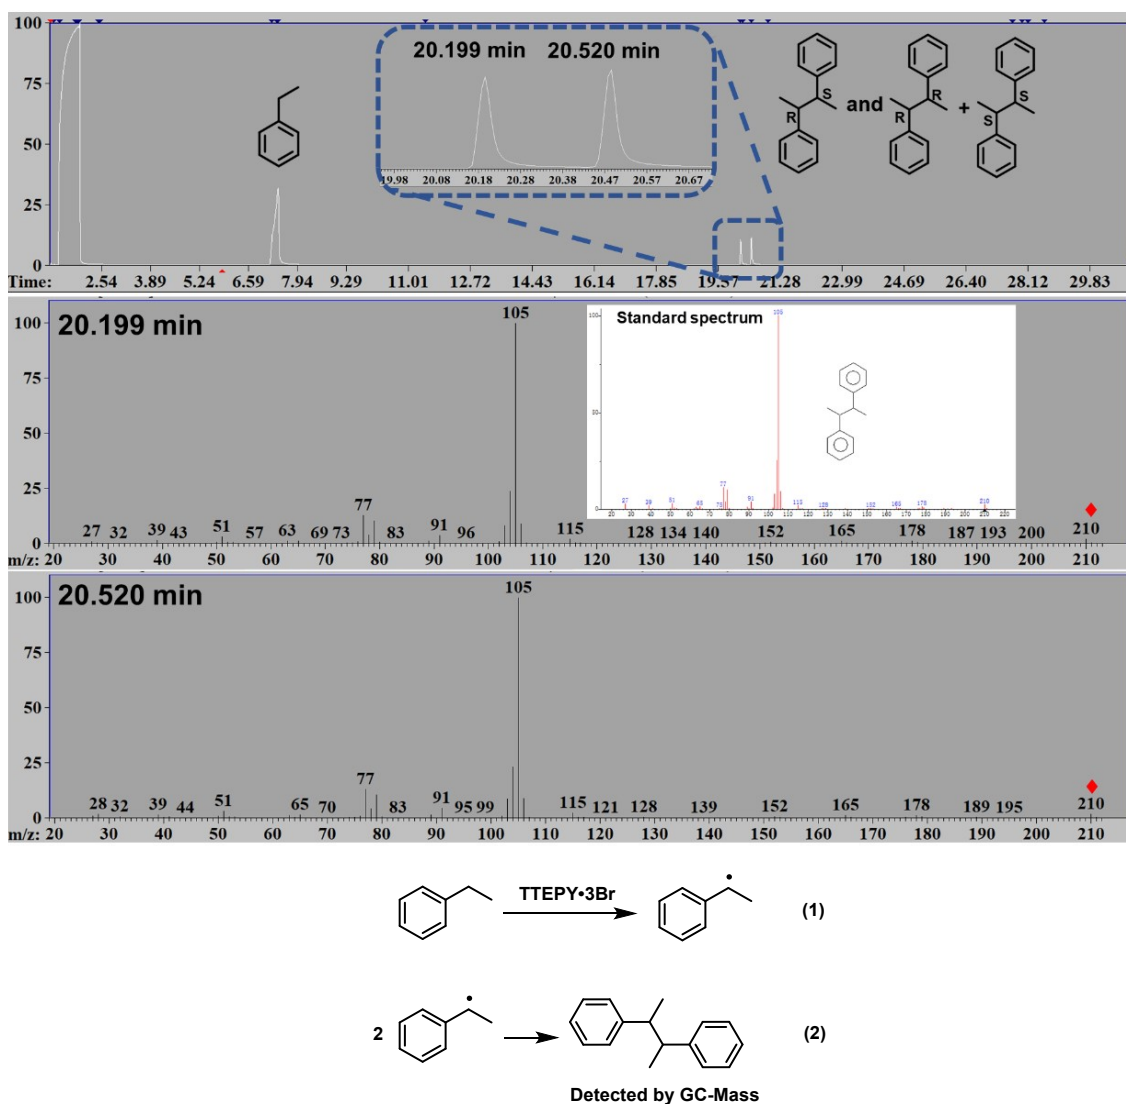 100
75
50
25
0
20.199 min 20.520 min
19.98 20.08 20.18 20.28 20.38 20.47 20.57 20.67
S
R
and
R
R
+
S
S
Time: 2.54 3.89 5.24 6.59 7.94 9.29 11.01 12.72 14.43 16.14 17.85 19.57 21.28 22.99 24.69 26.40 28.12 29.83
20.199 min
100
75
50
25
0
105
77
27 32 39 43 51 57 63 69 73 83 91 96 115 128 134 140 152 165 178 187 193 200 210
m/z: 20 30 40 50 60 70 80 90 100 110 120 130 140 150 160 170 180 190 200 210
Standard spectrum
20.520 min
100
75
50
25
0
105
77
28 32 39 44 51 65 70 83 91 95 99 115 121 128 139 152 165 178 189 195 210
m/z: 20 30 40 50 60 70 80 90 100 110 120 130 140 150 160 170 180 190 200 210
TTEPY•3Br
(1)
2
(2)
Detected by GC-Mass